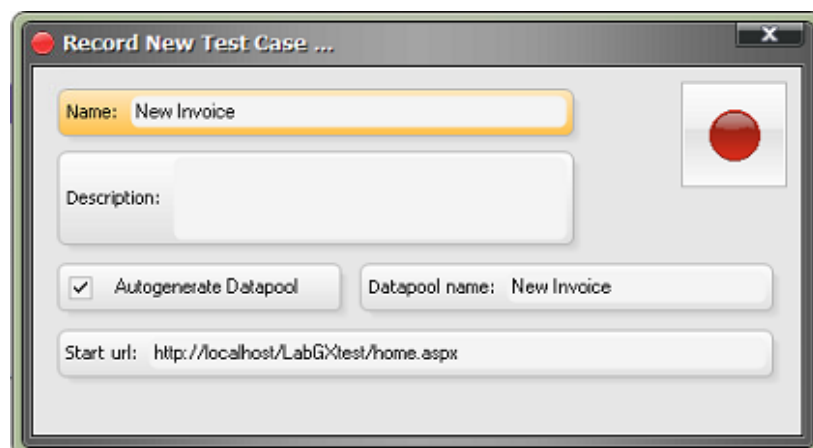 Record New Test Case ...
Name: New Invoice
Description:
Autogenerate Datapool Datapool name: New Invoice
Start url: http://localhost/LabGXtest/home.aspx